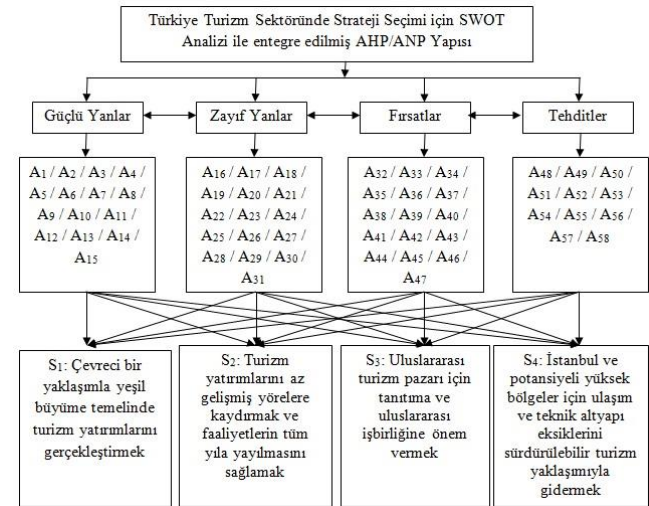 Türkiye Turizm Sektöründe Strateji Seçimi için SWOT
Analizi ile entegre edilmiş AHP/ANP Yapısı
Güçlü Yanlar
Zayıf Yanlar
Fırsatlar
Tehditler
A1 / A2 / A3 / A4 /
A5 / A6 / A7 / A8 /
A9 / A10 / A11 /
A12 / A13 / A14 /
A15
A16 / A17 / A18 /
A19 / A20 / A21 /
A22 / A23 / A24 /
A25 / A26 / A27 /
A28 / A29 / A30 /
A31
A32 / A33 / A34 /
A35 / A36 / A37 /
A38 / A39 / A40 /
A41 / A42 / A43 /
A44 / A45 / A46 /
A47
A48 / A49 / A50 /
A51 / A52 / A53 /
A54 / A55 / A56 /
A57 / A58
S1: Çevreci bir
yaklaşımla yeşil
büyüme temelinde
turizm yatırımlarını
gerçekleştirmek
S2: Turizm
yatırımlarını az
gelişmiş yörelere
kaydırmak ve
faaliyetlerin tüm
yıla yayılmasını
sağlamak
S3: Uluslararası
turizm pazarı için
tanıtıma ve
uluslararası
işbirliğine önem
vermek
S4: İstanbul ve
potansiyeli yüksek
bölgeler için ulaşım
ve teknik altyapı
eksiklerini
sürdürülebilir turizm
yaklaşımıyla
gidermek